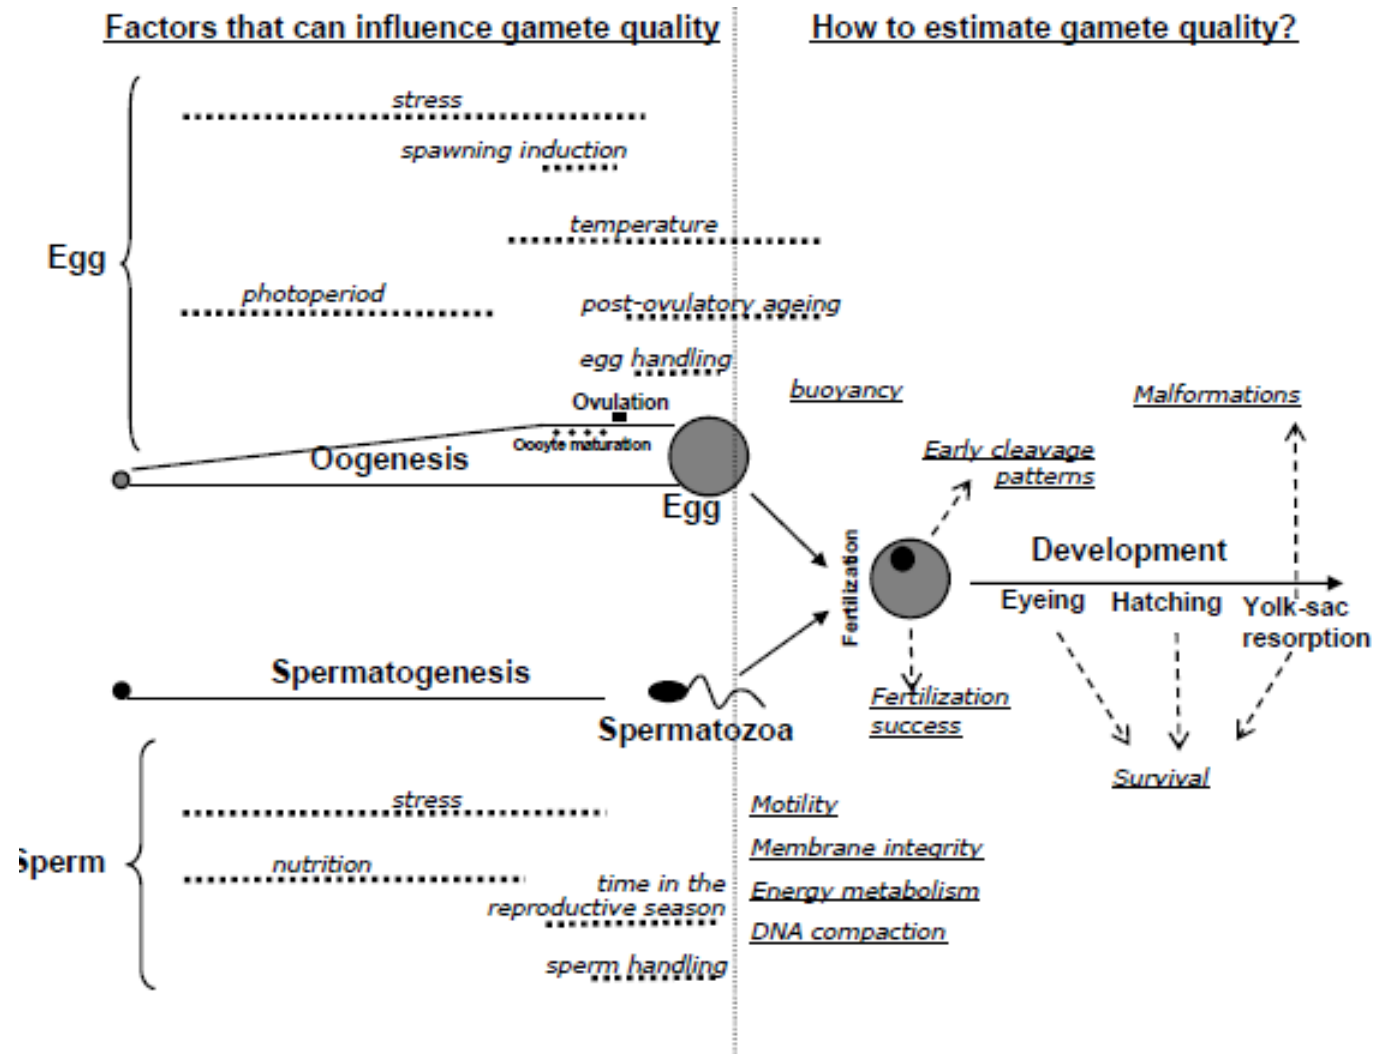 Factors that can influence gamete quality
How to estimate gamete quality?
stress
spawning induction
temperature
Egg
photoperiod
post-ovulatory ageing
egg handling
buoyancy
Malformations
Ovulation
Oocyte maturation
Oogenesis
Early cleavage
patterns
Egg
Fertilization
Development
Eyeing
Hatching
Yolk-sac
resorption
Spermatogenesis
Spermatozoa
Fertilization
success
Survival
stress
Motility
Sperm
nutrition
Membrane integrity
time in the
reproductive season
Energy metabolism
DNA compaction
sperm handling